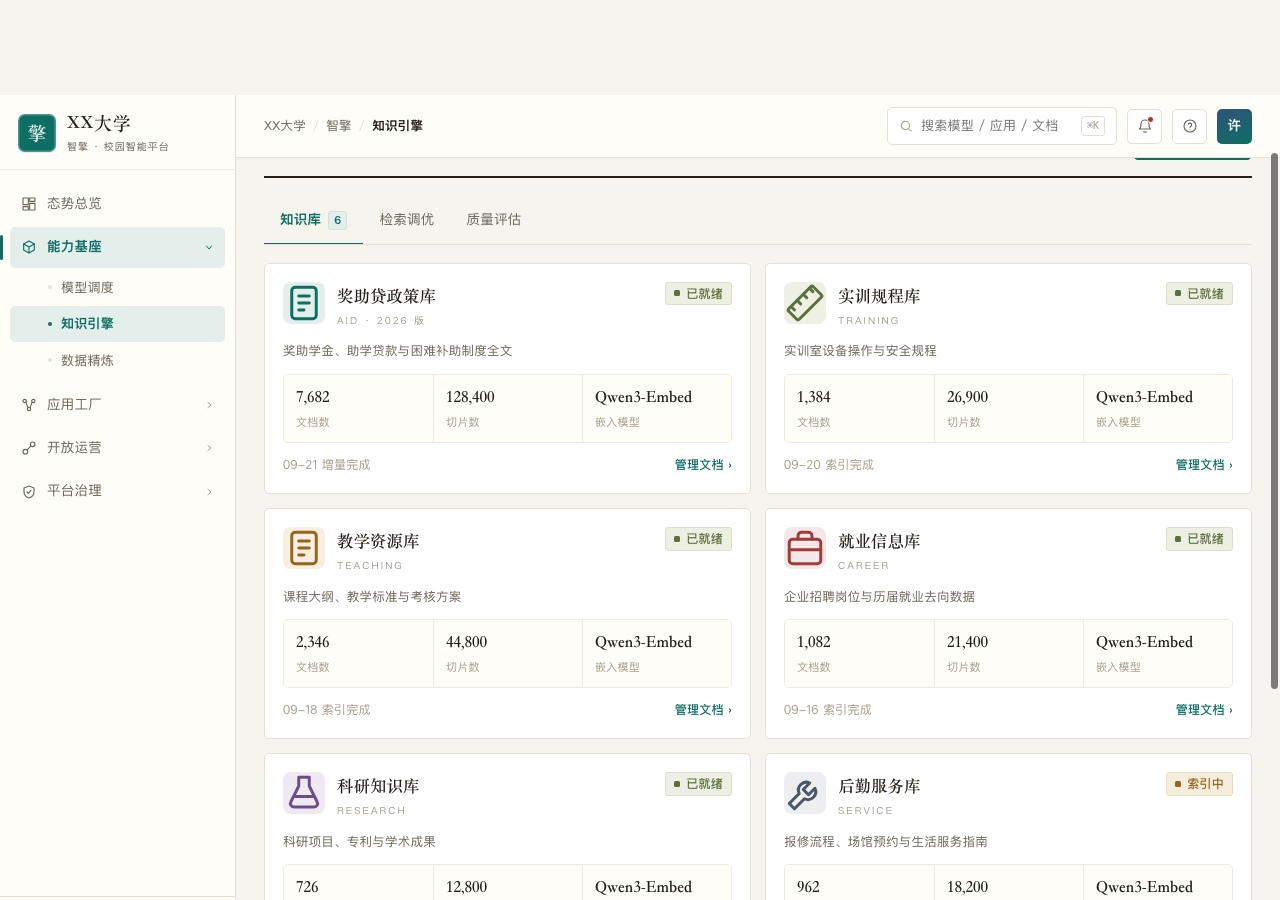 擎
XX大学
智擎 · 校园智能平台
态势总览
能力基座
模型调度
知识引擎
数据精炼
应用工厂
开放运营
平台治理
XX大学 / 智擎 / 知识引擎
搜索模型 / 应用 / 文档 ⌘K
许
知识库 6 检索调优 质量评估
奖助贷政策库 已就绪
AID · 2026 版
奖助学金、助学贷款与困难补助制度全文
7,682 128,400 Qwen3-Embed
文档数 切片数 嵌入模型
09-21 增量完成 管理文档 ›
实训规程库 已就绪
TRAINING
实训室设备操作与安全规程
1,384 26,900 Qwen3-Embed
文档数 切片数 嵌入模型
09-20 索引完成 管理文档 ›
教学资源库 已就绪
TEACHING
课程大纲、教学标准与考核方案
2,346 44,800 Qwen3-Embed
文档数 切片数 嵌入模型
09-18 索引完成 管理文档 ›
就业信息库 已就绪
CAREER
企业招聘岗位与历届就业去向数据
1,082 21,400 Qwen3-Embed
文档数 切片数 嵌入模型
09-16 索引完成 管理文档 ›
科研知识库 已就绪
RESEARCH
科研项目、专利与学术成果
726 12,800 Qwen3-Embed
后勤服务库 索引中
SERVICE
报修流程、场馆预约与生活服务指南
962 18,200 Qwen3-Embed